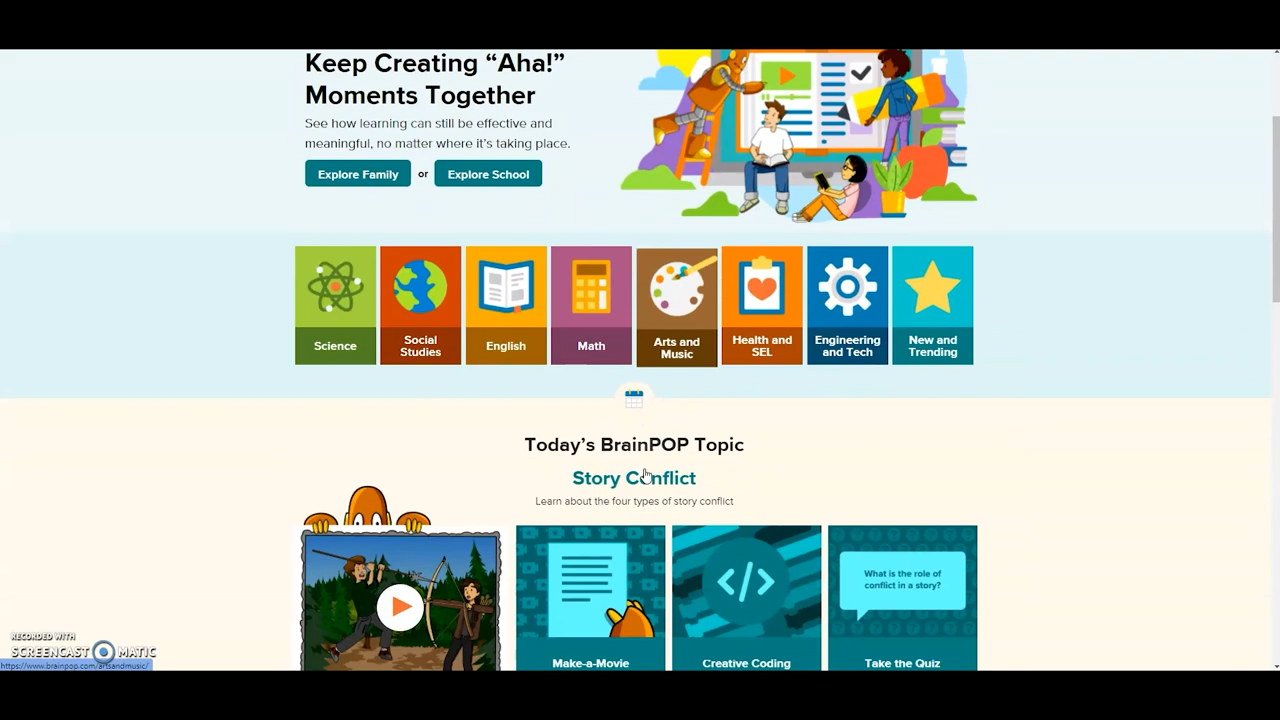 Keep Creating “Aha!”
Moments Together
See how learning can still be effective and
meaningful, no matter where it’s taking place.
Explore Family or Explore School
Science
Social
Studies
English
Math
Arts and
Music
Health and
SEL
Engineering
and Tech
New and
Trending
Today’s BrainPOP Topic
Story Conflict
Learn about the four types of story conflict
What is the role of
conflict in a story?
</>
Make-a-Movie
Creative Coding
Take the Quiz
RECORDED WITH
SCREENCAST MATIC
https://www.brainpop.com/artsandmusic/